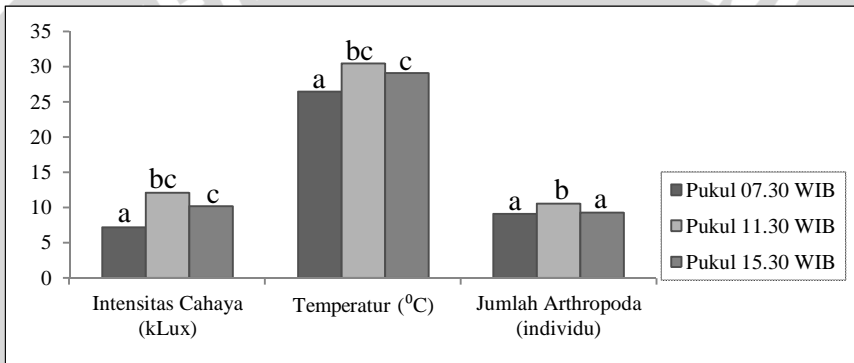 35
30
25
20
15
10
5
0
a
bc
c
a
bc
c
a
b
a
Intensitas Cahaya
(kLux)
Temperatur (⁰C)
Jumlah Arthropoda
(individu)
Pukul 07.30 WIB
Pukul 11.30 WIB
Pukul 15.30 WIB